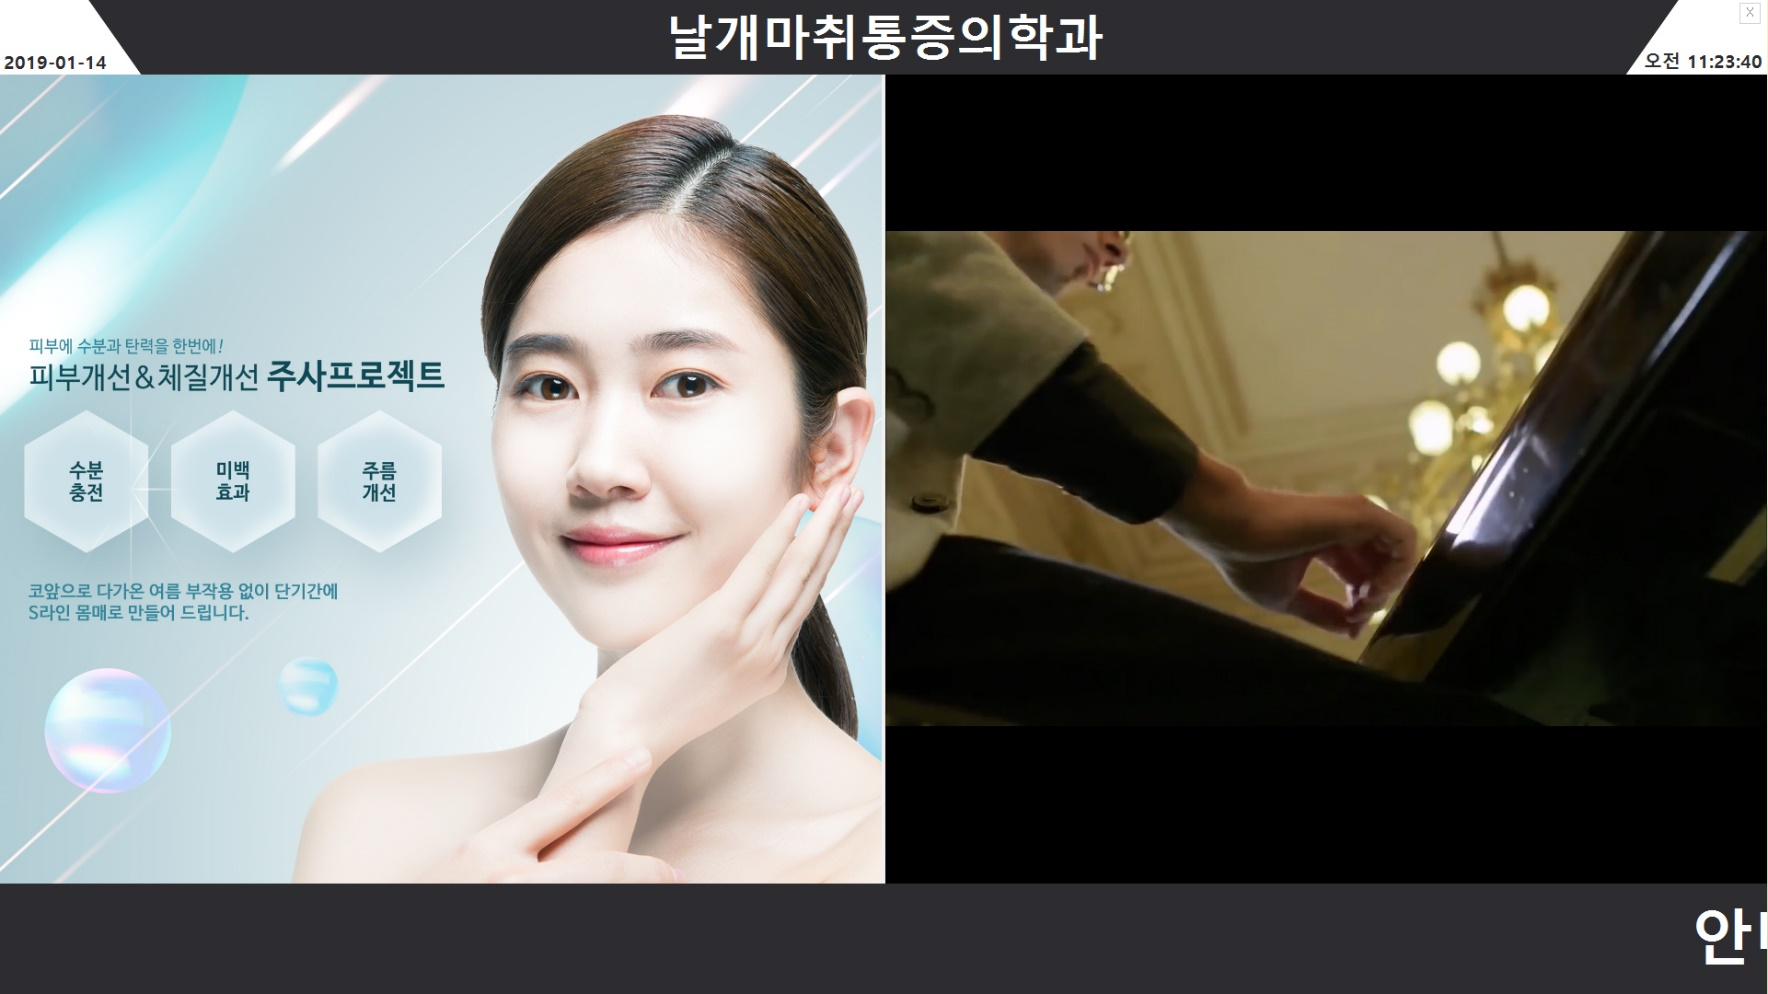 날개마취통증의학과
2019-01-14
오전 11:23:40
피부에 수분과 탄력을 한번에!
피부개선&체질개선 주사프로젝트
수분
충전
미백
효과
주름
개선
코앞으로 다가온 여름 부작용 없이 단기간에
S라인 몸매로 만들어 드립니다.
안